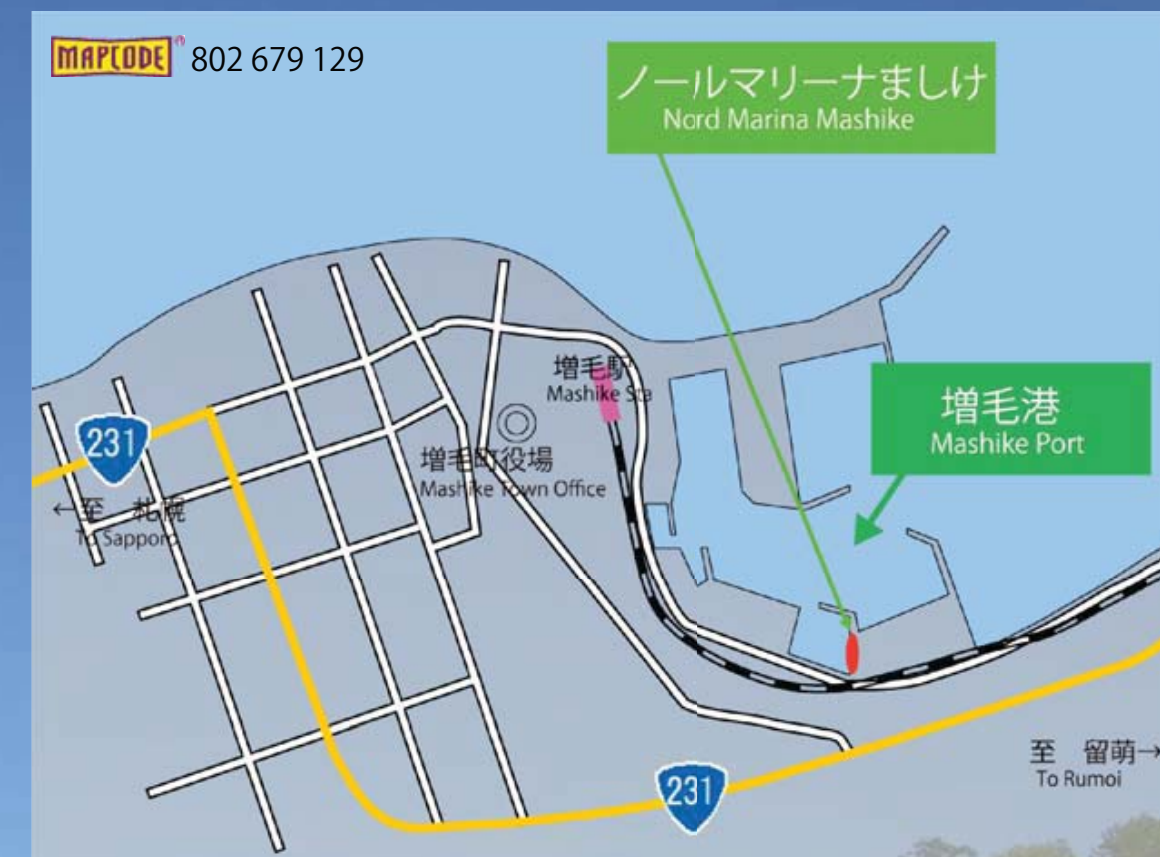 MAPCODE® 802 679 129
ノールマリーナましけ
Nord Marina Mashike
増毛駅
Mashike Sta
増毛港
Mashike Port
231
増毛町役場
Mashike Town Office
←至 札幌
To Sapporo
至 留萌→
To Rumoi
231